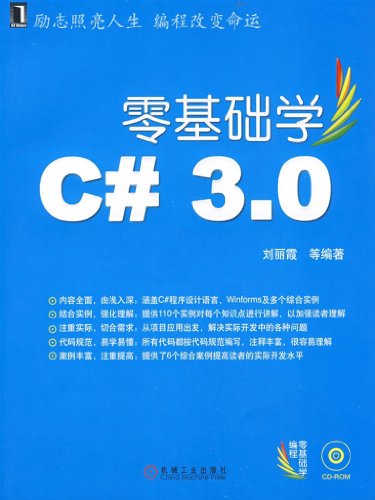 励志照亮人生 编程改变命运
零基础学
C# 3.0
刘丽霞 等编著
内容全面，由浅入深：涵盖C#程序设计语言，Winforms及多个综合实例
结合实例，强化理解：提供110个实例对每个知识点进行讲解，以加强读者理解
注重实际，切合需求：从项目应用出发，解决实际开发中的各种问题
代码规范，易学易懂：所有代码都按代码规范编写，注释丰富，很容易理解
案例丰富，注重提高：提供了6个综合案例提高读者的实际开发水平
零基础学
编程
CD-ROM
机械工业出版社
China Machine Press